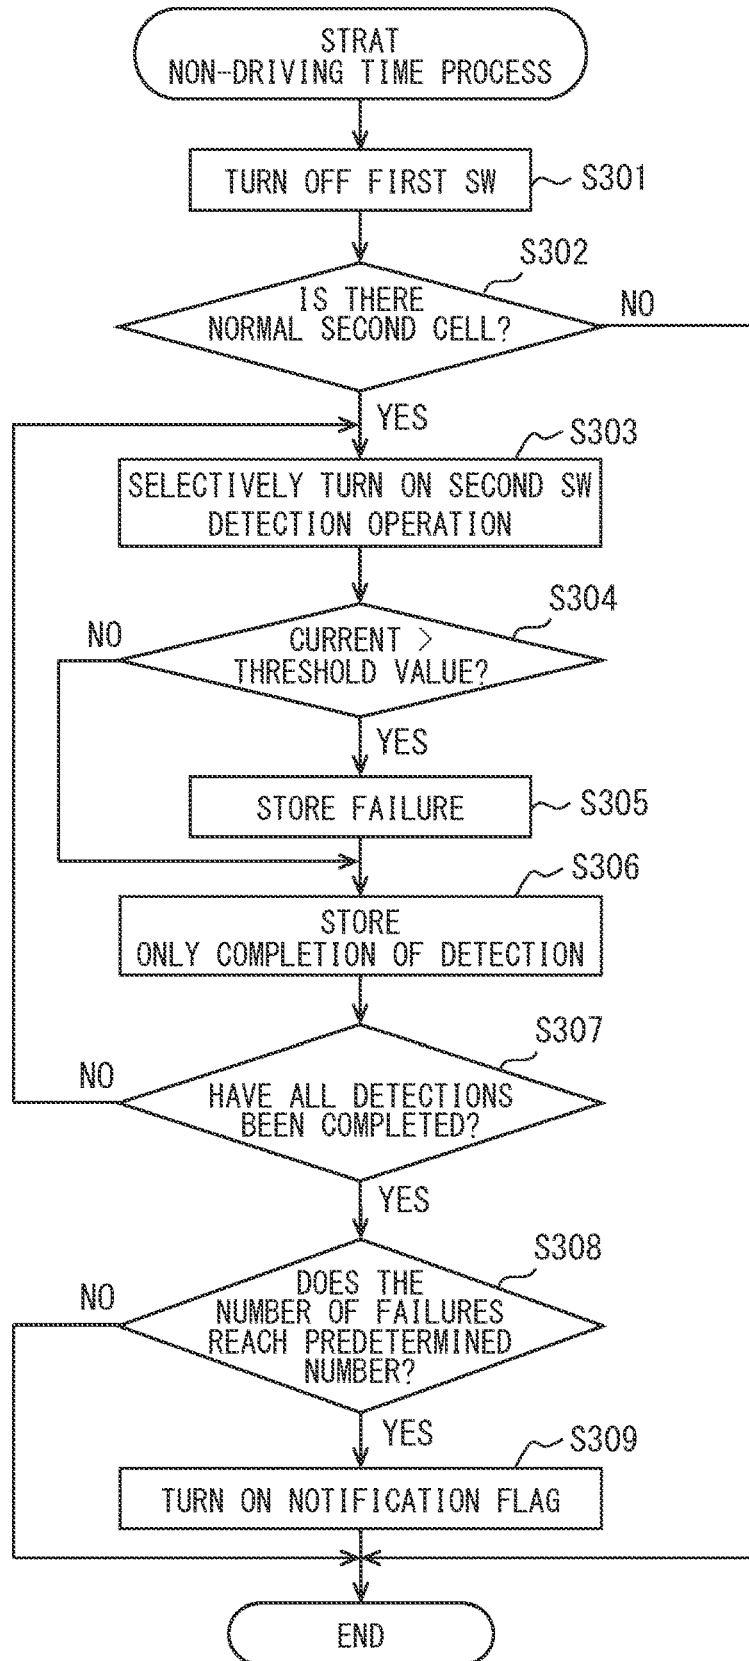 STRAT
NON-DRIVING TIME PROCESS
TURN OFF FIRST SW
S301
S302
IS THERE
NORMAL SECOND CELL?
NO
YES
S303
SELECTIVELY TURN ON SECOND SW
DETECTION OPERATION
S304
NO
CURRENT >
THRESHOLD VALUE?
YES
STORE FAILURE
S305
S306
STORE
ONLY COMPLETION OF DETECTION
S307
NO
HAVE ALL DETECTIONS
BEEN COMPLETED?
YES
S308
NO
DOES THE
NUMBER OF FAILURES
REACH PREDETERMINED
NUMBER?
YES
S309
TURN ON NOTIFICATION FLAG
END